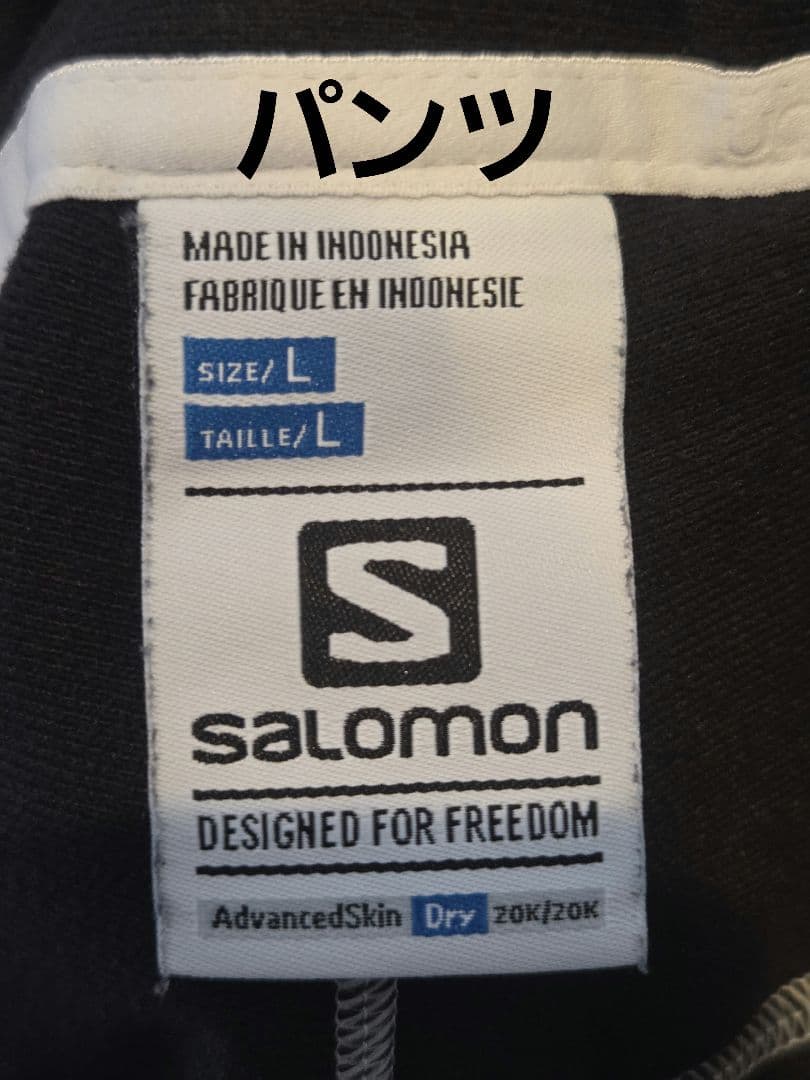 パンツ
MADE IN INDONESIA
FABRIQUE EN INDONESIE
SIZE/ L
TAILLE/ L
S
SALOMON
DESIGNED FOR FREEDOM
AdvancedSkin Dry 20K/20K